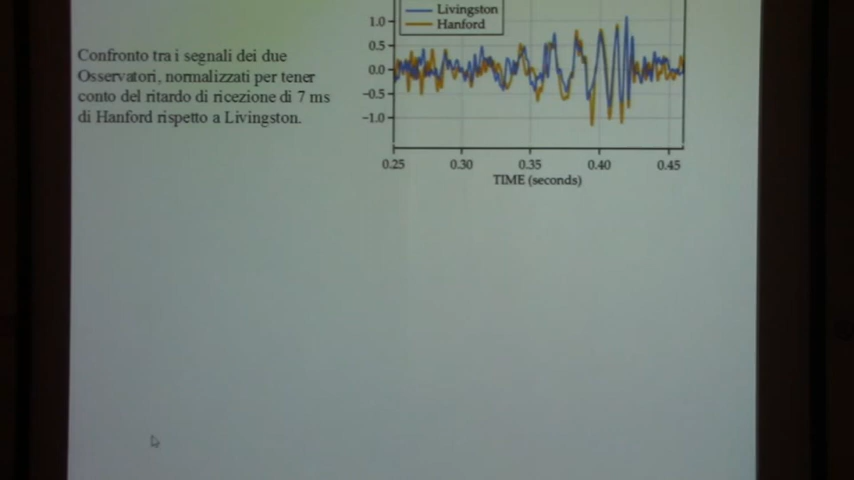 Livingston
Hanford
1.0
0.5
0.0
−0.5
−1.0
0.25 0.30 0.35 0.40 0.45
TIME (seconds)
Confronto tra i segnali dei due
Osservatori, normalizzati per tener
conto del ritardo di ricezione di 7 ms
di Hanford rispetto a Livingston.